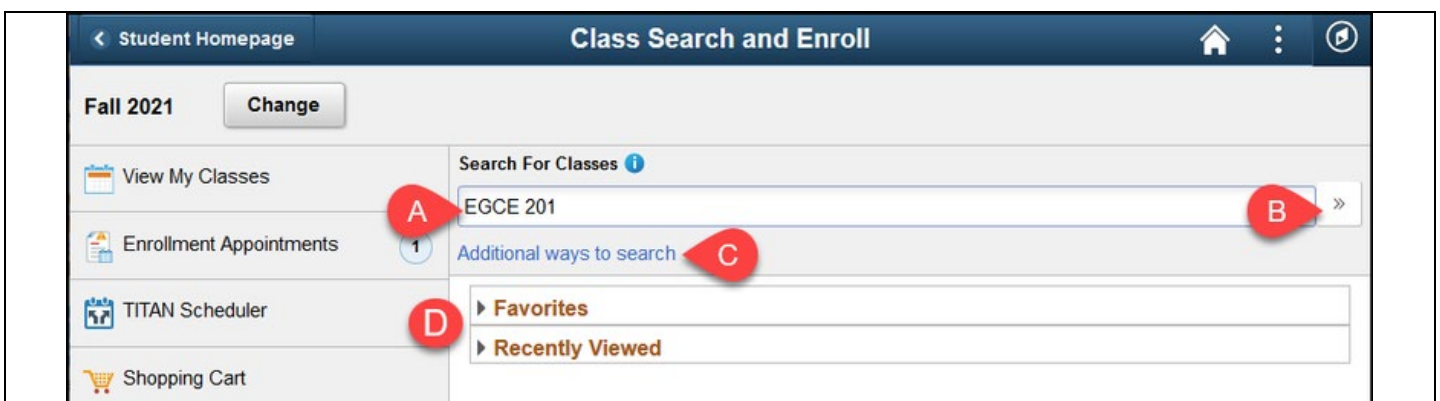 Student Homepage
Class Search and Enroll
Fall 2021
Change
View My Classes
Enrollment Appointments
1
TITAN Scheduler
Shopping Cart
Search For Classes
A
EGCE 201
B
»
Additional ways to search
C
D
Favorites
Recently Viewed